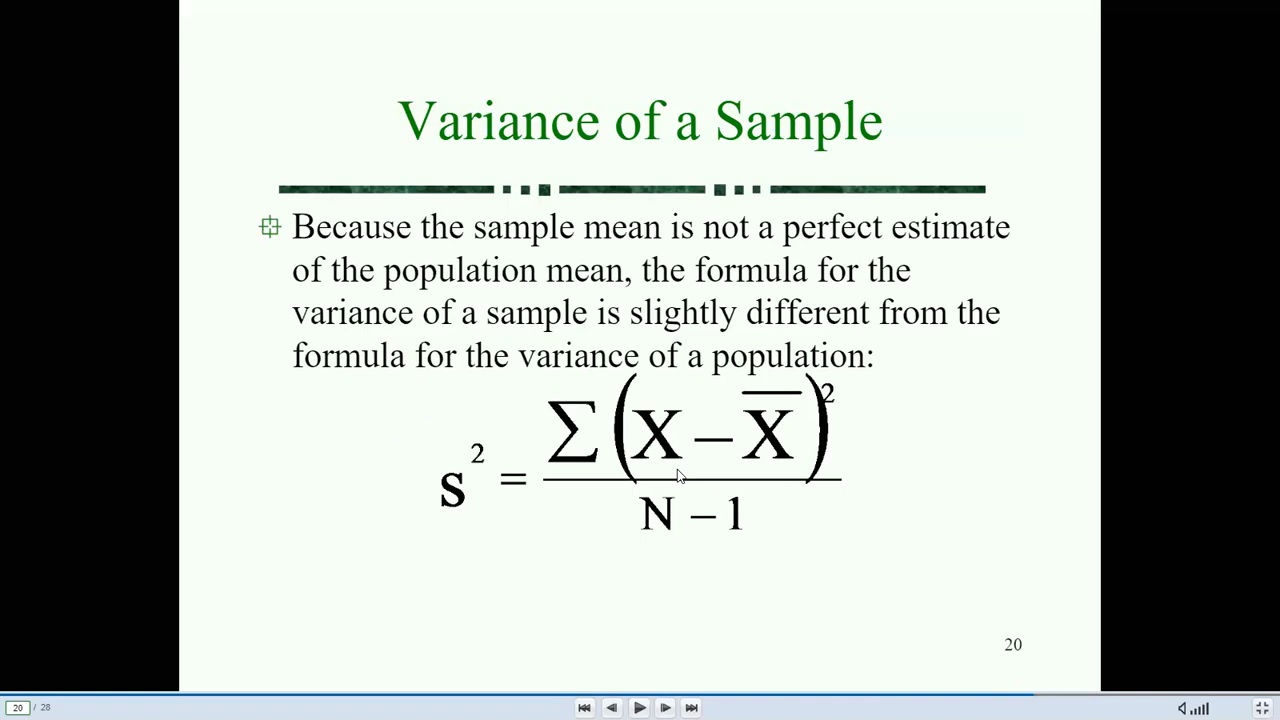 Variance of a Sample
Because the sample mean is not a perfect estimate
of the population mean, the formula for the
variance of a sample is slightly different from the
formula for the variance of a population:
s² = ∑ (X − X̅)² / N − 1
20
20 / 28